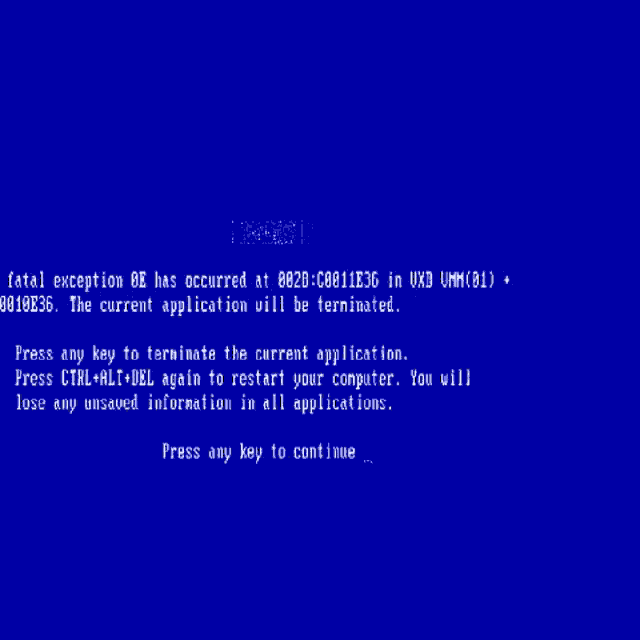 fatal exception 0E has occurred at 002B:C0011E36 in VXD VMM(01) +
0010E36. The current application will be terminated.
Press any key to terminate the current application.
Press CTRL+ALT+DEL again to restart your computer. You will
lose any unsaved information in all applications.
Press any key to continue _